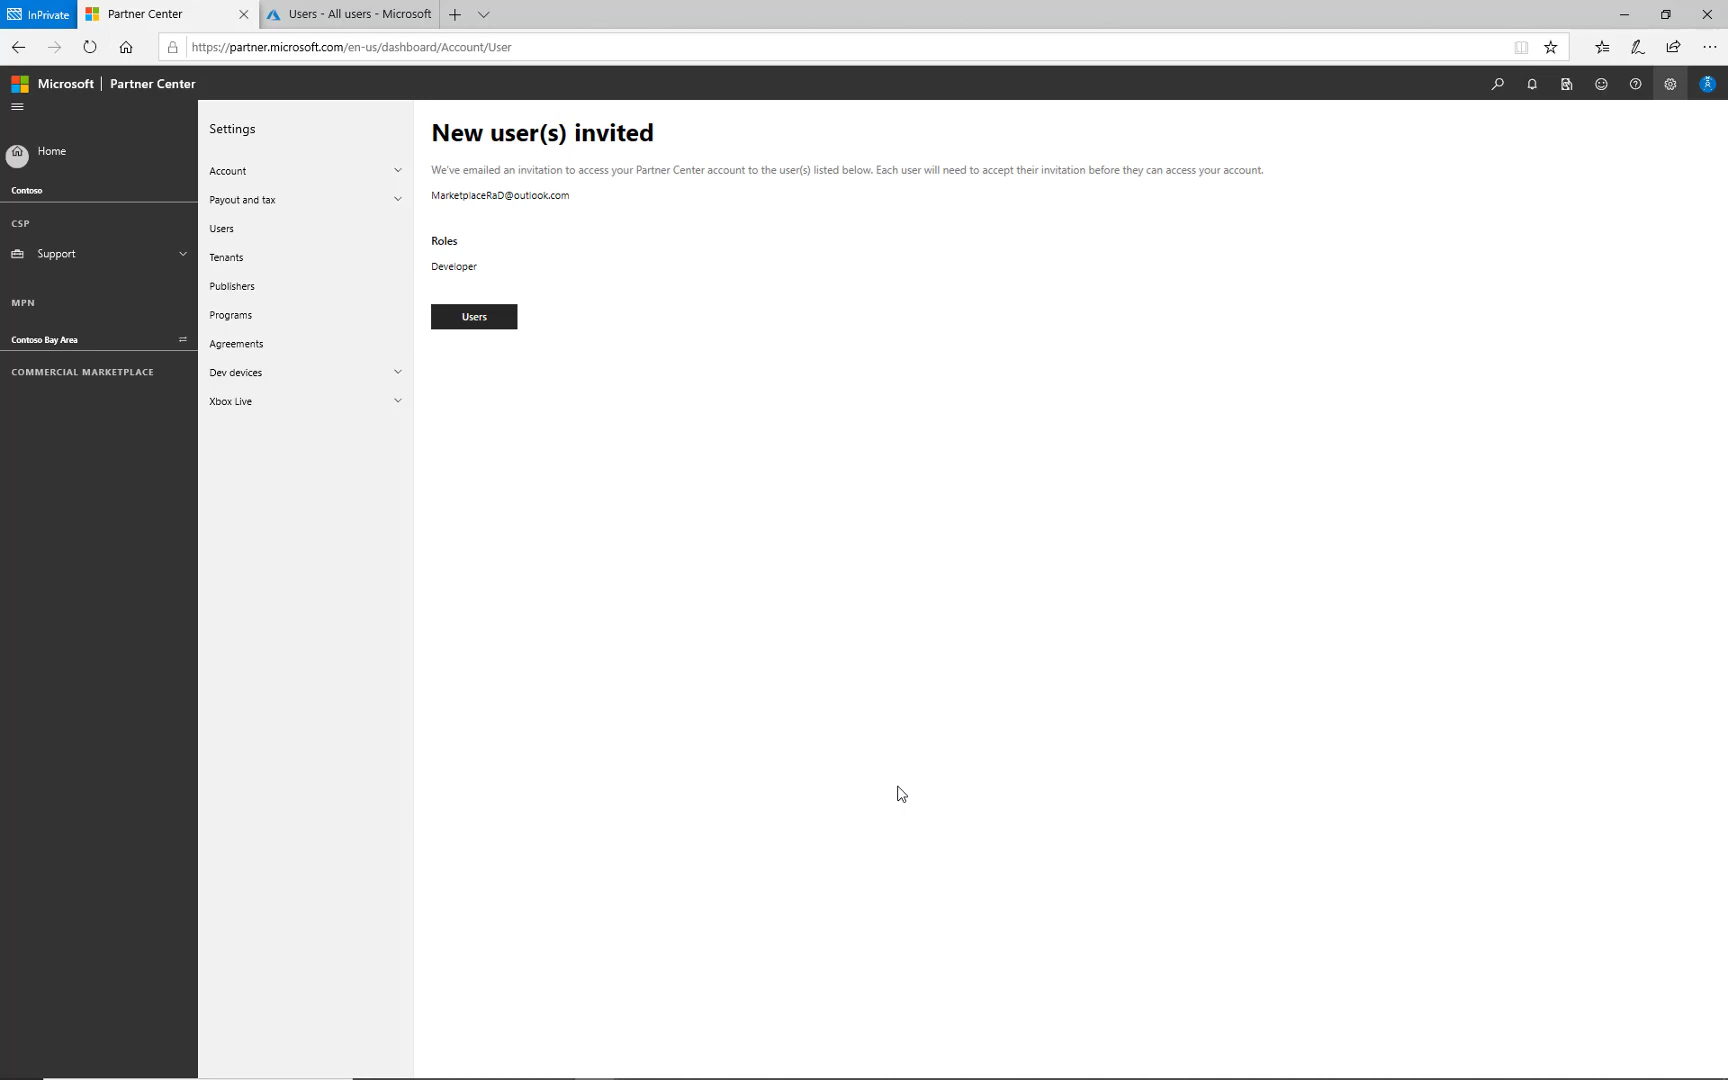 InPrivate
Partner Center
Users - All users - Microsoft
https://partner.microsoft.com/en-us/dashboard/Account/User
Microsoft | Partner Center
Home
Contoso
CSP
Support
MPN
Contoso Bay Area
COMMERCIAL MARKETPLACE
Settings
Account
Payout and tax
Users
Tenants
Publishers
Programs
Agreements
Dev devices
Xbox Live
New user(s) invited
We've emailed an invitation to access your Partner Center account to the user(s) listed below. Each user will need to accept their invitation before they can access your account.
MarketplaceRaD@outlook.com
Roles
Developer
Users